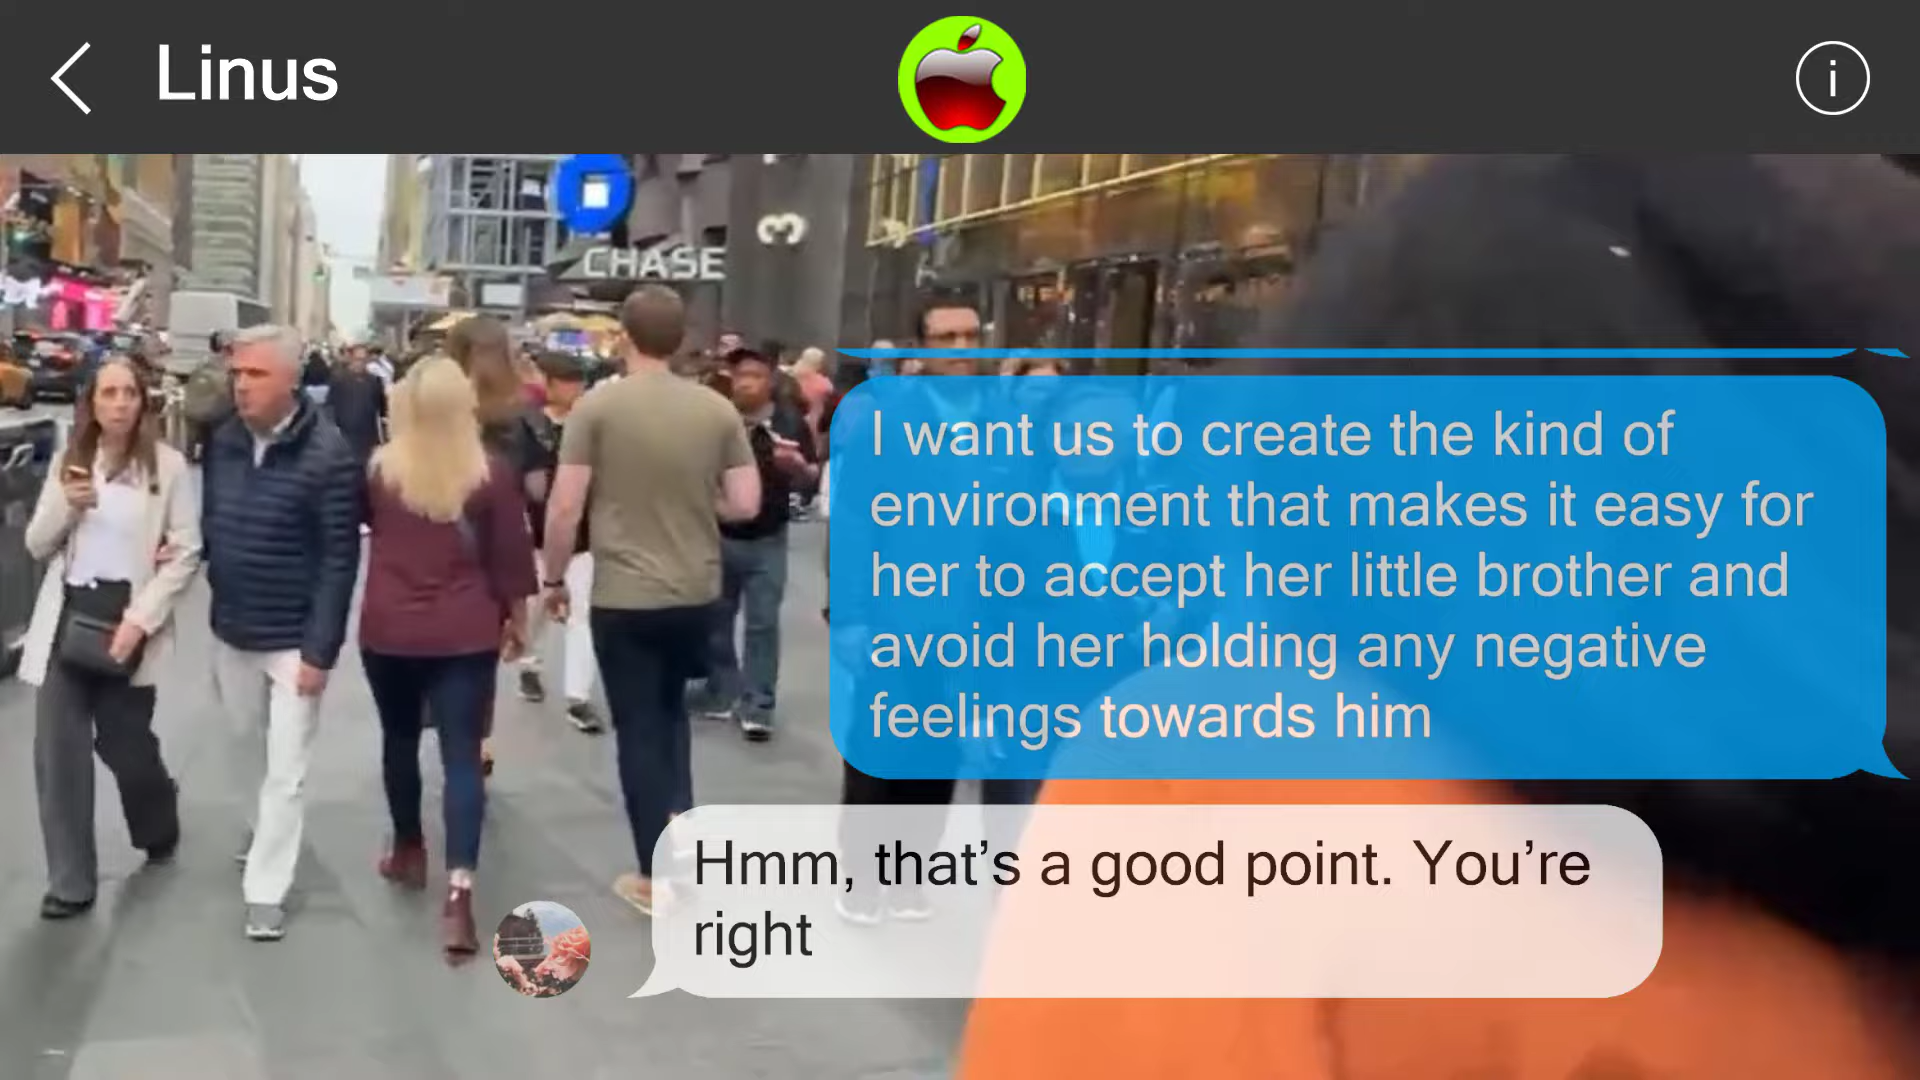 Linus
i
CHASE
3
I want us to create the kind of
environment that makes it easy for
her to accept her little brother and
avoid her holding any negative
feelings towards him
Hmm, that’s a good point. You’re
right